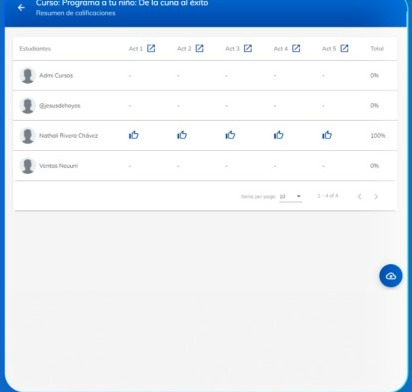 Curso: Programa a tu niño: De la cuna al éxito
Resumen de calificaciones
Estudiantes Act 1 Act 2 Act 3 Act 4 Act 5 Total
Admi Cursos - - - - - 0%
@jesusdehoyos - - - - - 0%
Nathali Rivera Chávez 100%
Ventas Neuuni - - - - - 0%
Items per page: 10 1 – 4 of 4